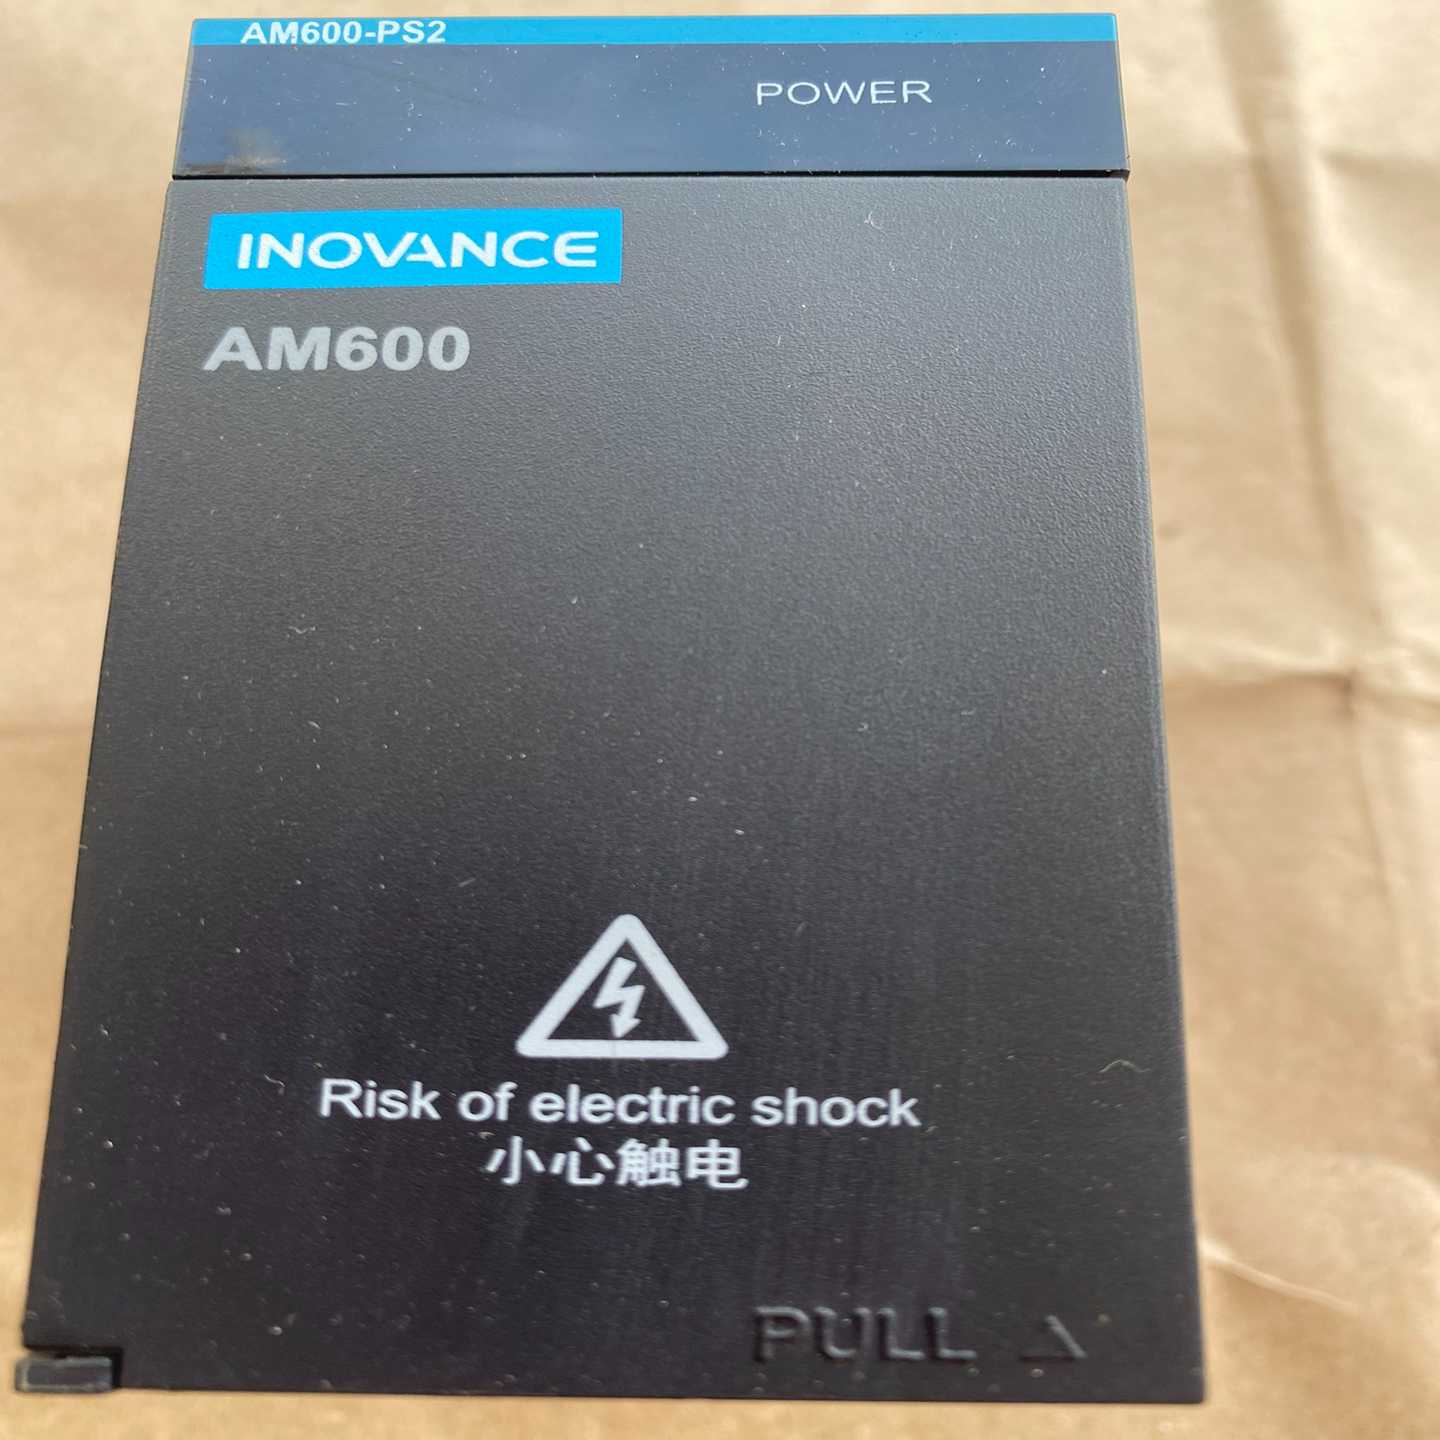 AM600-PS2
POWER
INOVANCE
AM600
Risk of electric shock
小心触电
PULL